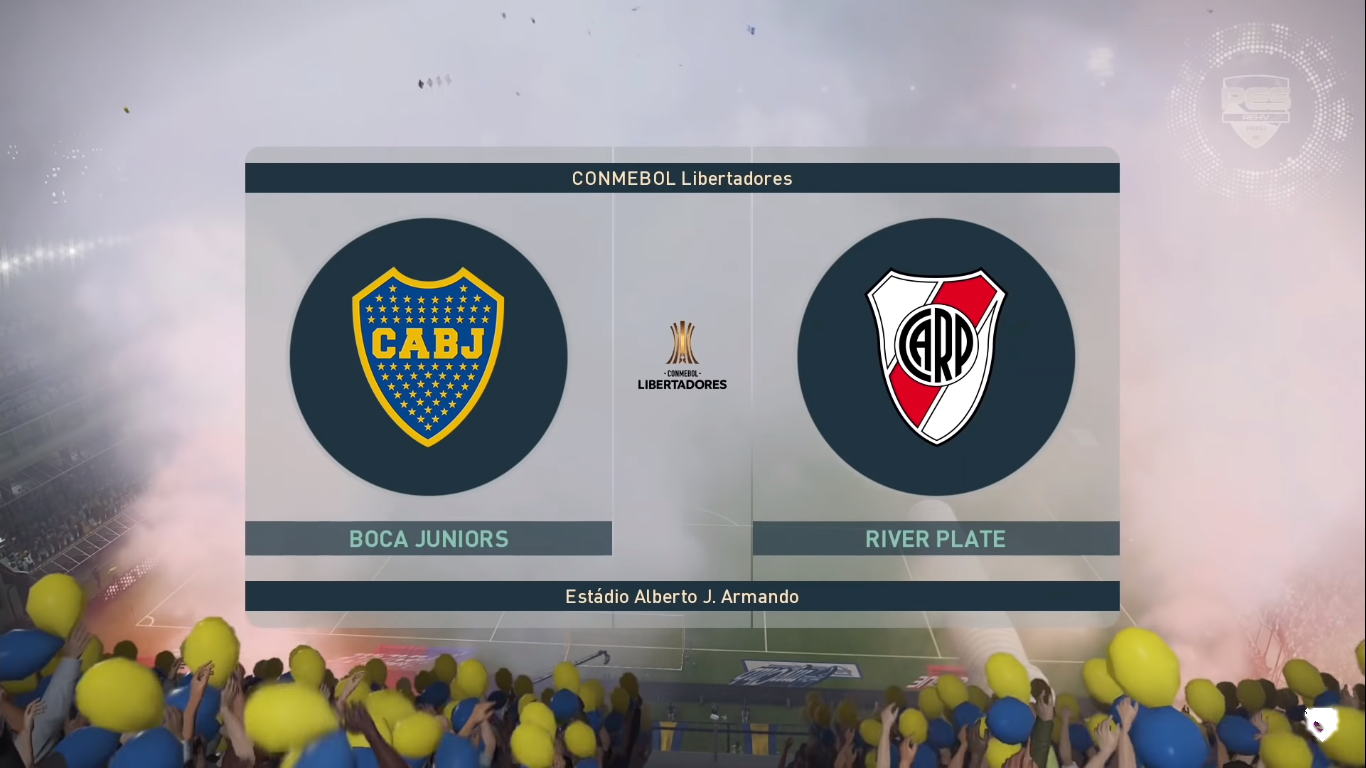 CONMEBOL Libertadores
CABJ
CARP
· CONMEBOL ·
LIBERTADORES
BOCA JUNIORS
RIVER PLATE
Estádio Alberto J. Armando